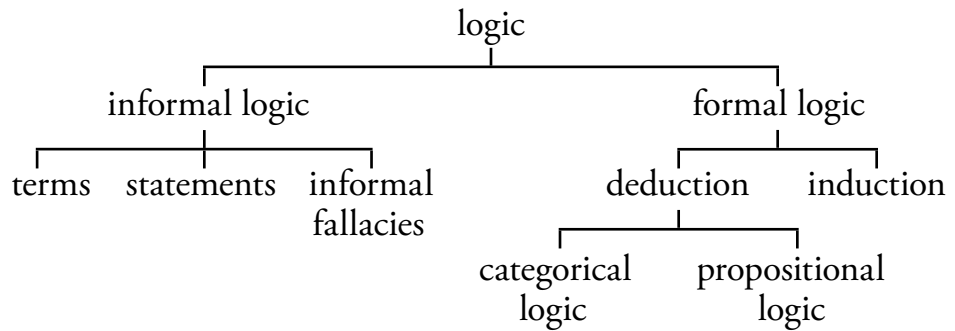 logic
informal logic
formal logic
terms
statements
informal
fallacies
deduction
induction
categorical
logic
propositional
logic